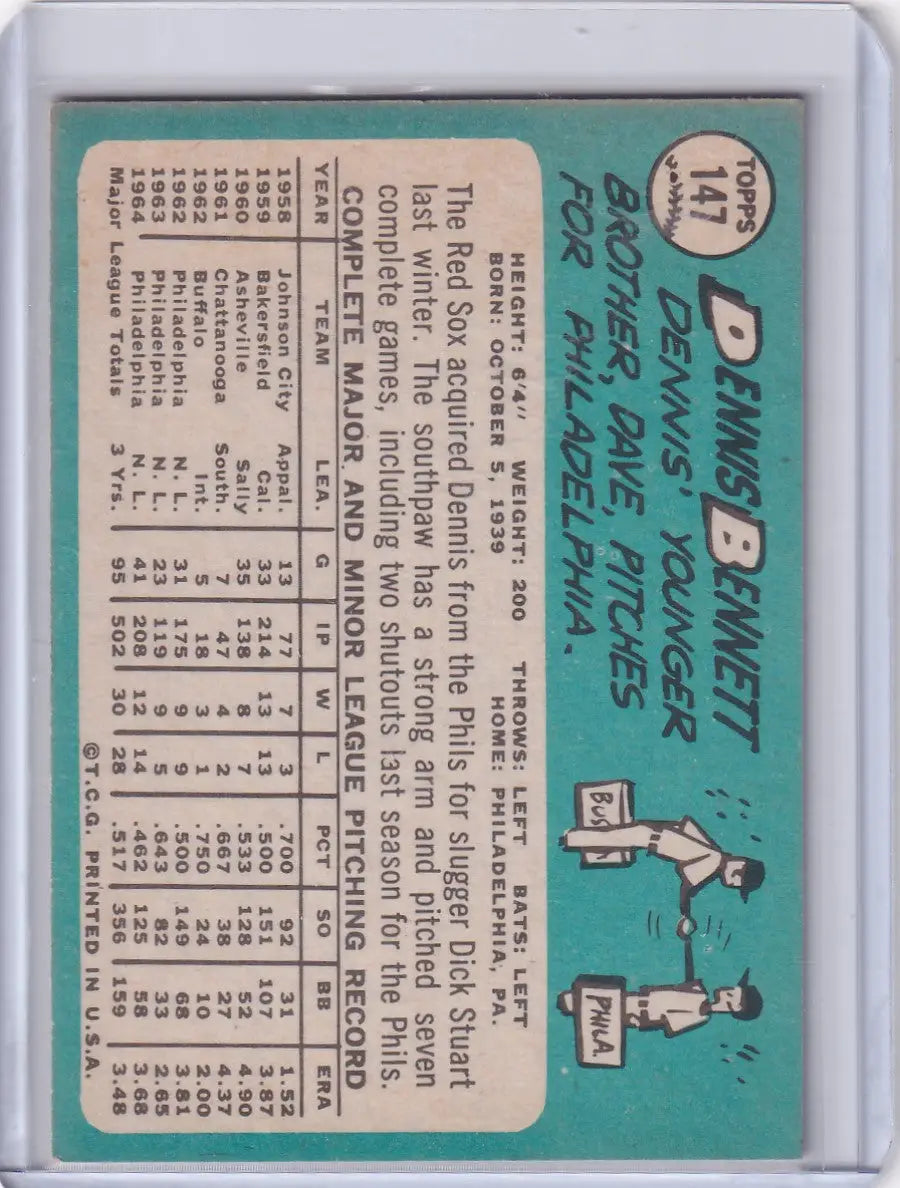 TOPPS
147
DENNIS BENNETT
DENNIS' YOUNGER
BROTHER, DAVE, PITCHES
FOR PHILADELPHIA.
BUS
PHILA.
HEIGHT: 6'4" WEIGHT: 200 THROWS: LEFT BATS: LEFT
BORN: OCTOBER 5, 1939 HOME: PHILADELPHIA, PA.
The Red Sox acquired Dennis from the Phils for slugger Dick Stuart
last winter. The southpaw has a strong arm and pitched seven
complete games, including two shutouts last season for the Phils.
COMPLETE MAJOR AND MINOR LEAGUE PITCHING RECORD
YEAR TEAM LEA. G IP W L PCT SO BB ERA
1958 Johnson City Appal. 13 77 7 3 .700 92 31 1.52
1959 Bakersfield Cal. 33 214 13 13 .500 151 107 3.87
1960 Asheville Sally 35 138 8 7 .533 128 52 4.90
1961 Chattanooga South. 7 47 4 2 .667 38 27 4.37
1962 Buffalo Int. 5 18 3 1 .750 24 10 2.00
1962 Philadelphia N. L. 31 175 9 9 .500 149 68 3.81
1963 Philadelphia N. L. 23 119 9 5 .643 82 33 2.65
1964 Philadelphia N. L. 41 208 12 14 .462 125 58 3.68
Major League Totals 3 Yrs. 95 502 30 28 .517 356 159 3.48
©T.C.G. PRINTED IN U.S.A.